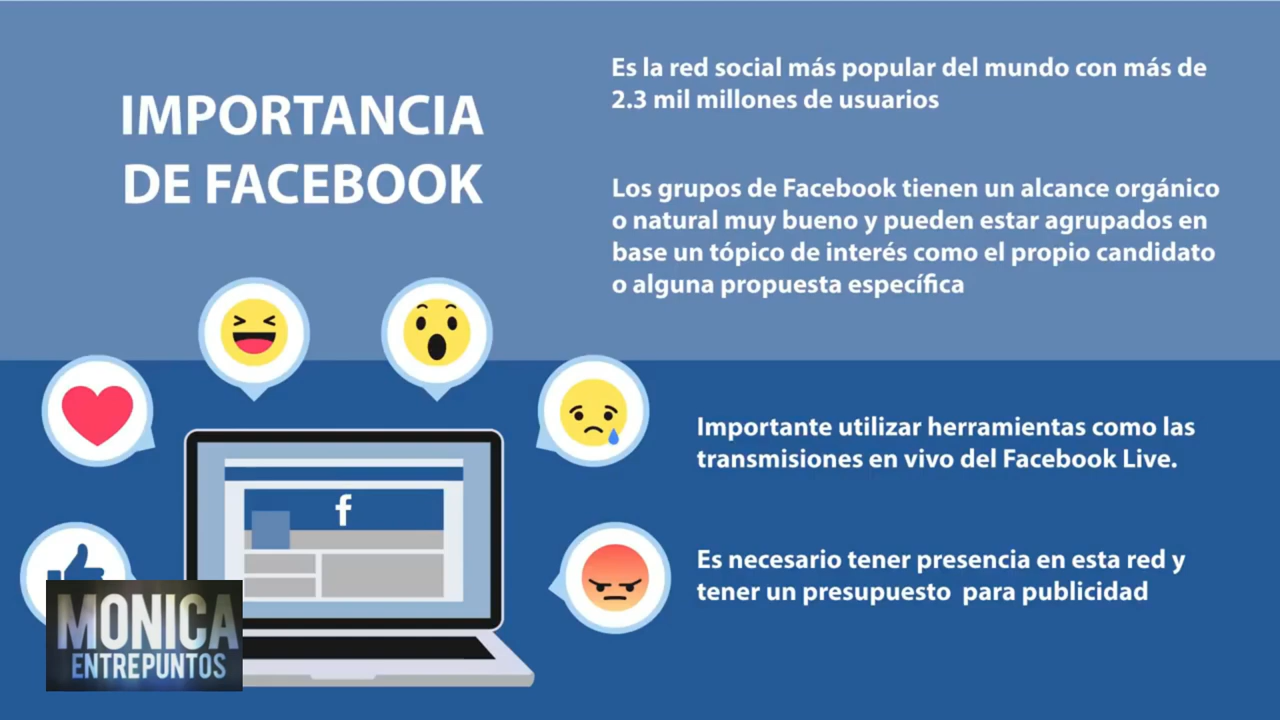 IMPORTANCIA
DE FACEBOOK
Es la red social más popular del mundo con más de
2.3 mil millones de usuarios
Los grupos de Facebook tienen un alcance orgánico
o natural muy bueno y pueden estar agrupados en
base un tópico de interés como el propio candidato
o alguna propuesta específica
Importante utilizar herramientas como las
transmisiones en vivo del Facebook Live.
Es necesario tener presencia en esta red y
tener un presupuesto  para publicidad
f
MONICA
ENTREPUNTOS